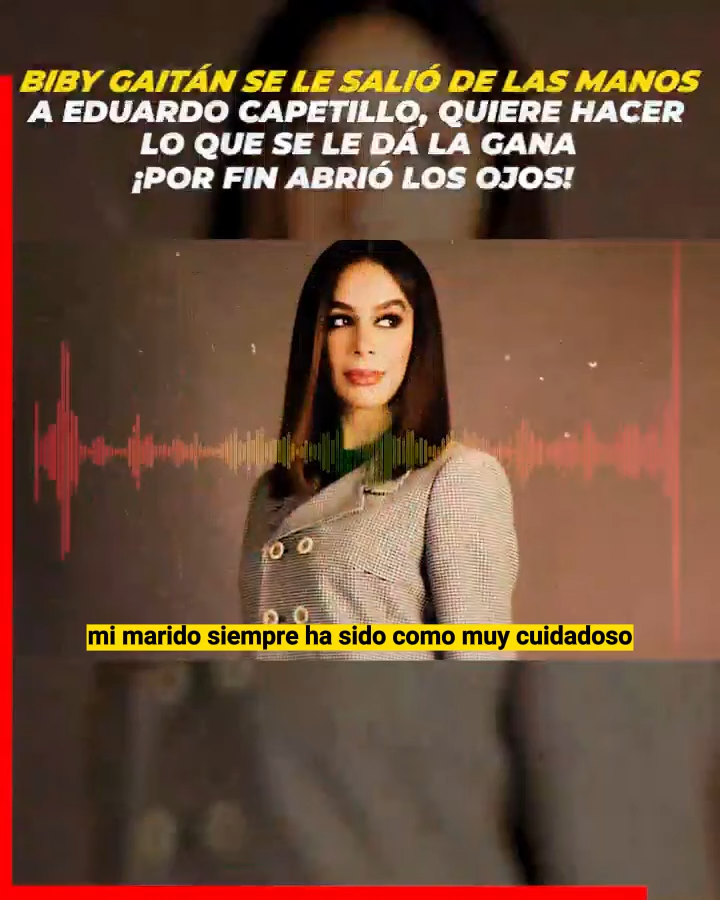 BIBY GAITÁN SE LE SALIÓ DE LAS MANOS
A EDUARDO CAPETILLO, QUIERE HACER
LO QUE SE LE DÁ LA GANA
¡POR FIN ABRIÓ LOS OJOS!
mi marido siempre ha sido como muy cuidadoso